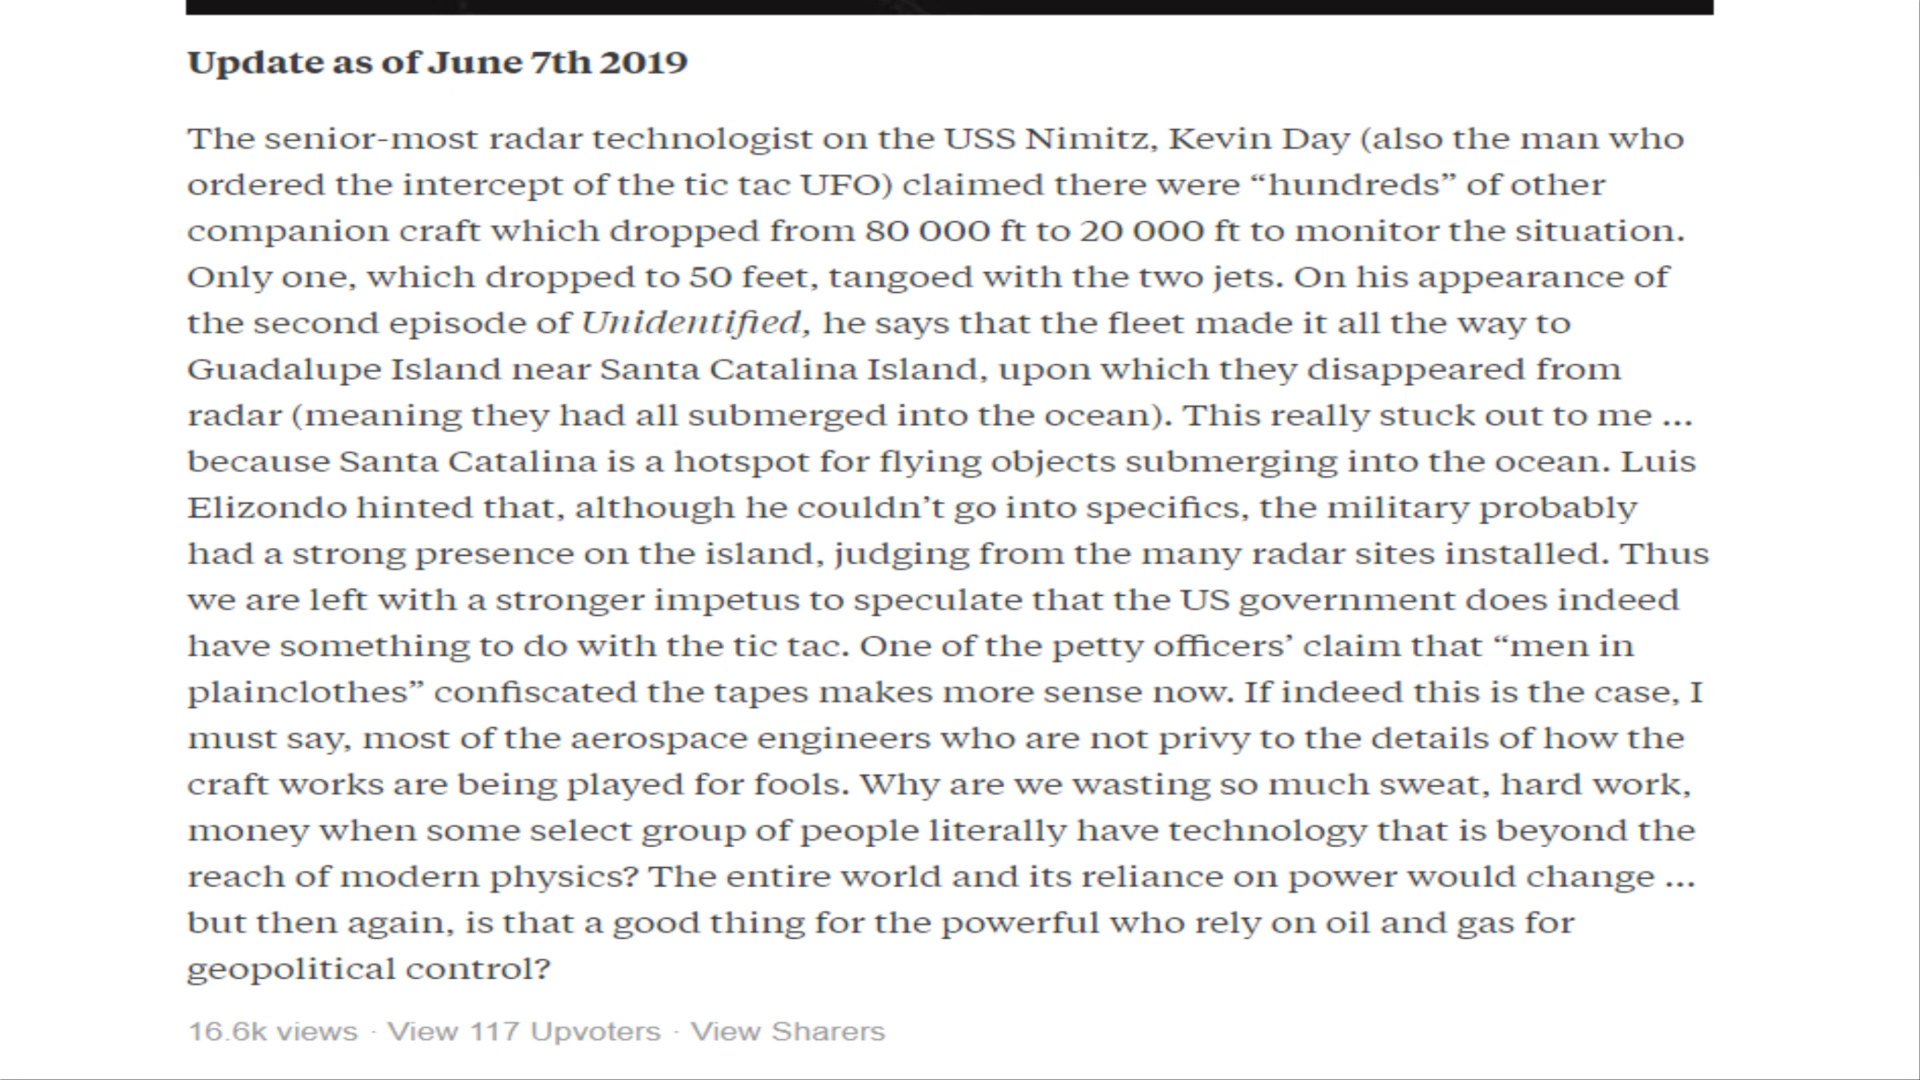 Update as of June 7th 2019
The senior-most radar technologist on the USS Nimitz, Kevin Day (also the man who
ordered the intercept of the tic tac UFO) claimed there were “hundreds” of other
companion craft which dropped from 80 000 ft to 20 000 ft to monitor the situation.
Only one, which dropped to 50 feet, tangoed with the two jets. On his appearance of
the second episode of Unidentified, he says that the fleet made it all the way to
Guadalupe Island near Santa Catalina Island, upon which they disappeared from
radar (meaning they had all submerged into the ocean). This really stuck out to me ...
because Santa Catalina is a hotspot for flying objects submerging into the ocean. Luis
Elizondo hinted that, although he couldn’t go into specifics, the military probably
had a strong presence on the island, judging from the many radar sites installed. Thus
we are left with a stronger impetus to speculate that the US government does indeed
have something to do with the tic tac. One of the petty officers’ claim that “men in
plainclothes” confiscated the tapes makes more sense now. If indeed this is the case, I
must say, most of the aerospace engineers who are not privy to the details of how the
craft works are being played for fools. Why are we wasting so much sweat, hard work,
money when some select group of people literally have technology that is beyond the
reach of modern physics? The entire world and its reliance on power would change ...
but then again, is that a good thing for the powerful who rely on oil and gas for
geopolitical control?
16.6k views · View 117 Upvoters · View Sharers